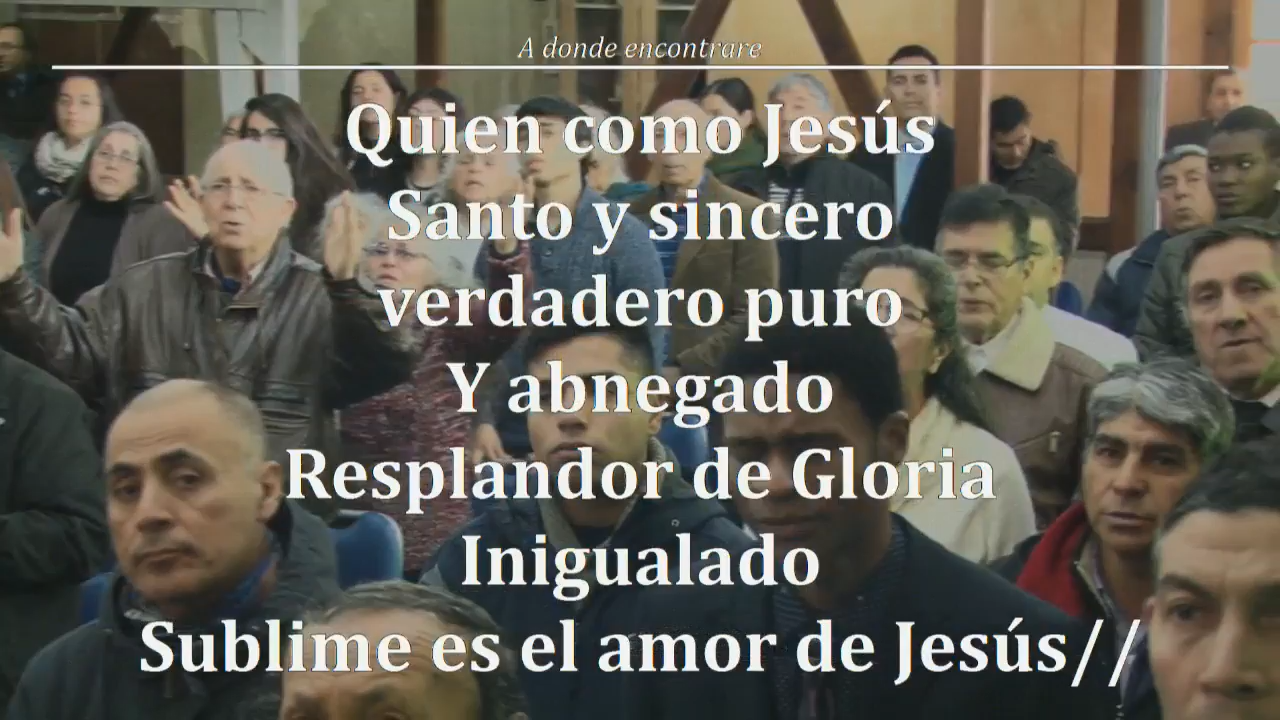 A donde encontrare
Quien como Jesús
Santo y sincero
verdadero puro
Y abnegado
Resplandor de Gloria
Inigualado
Sublime es el amor de Jesús//